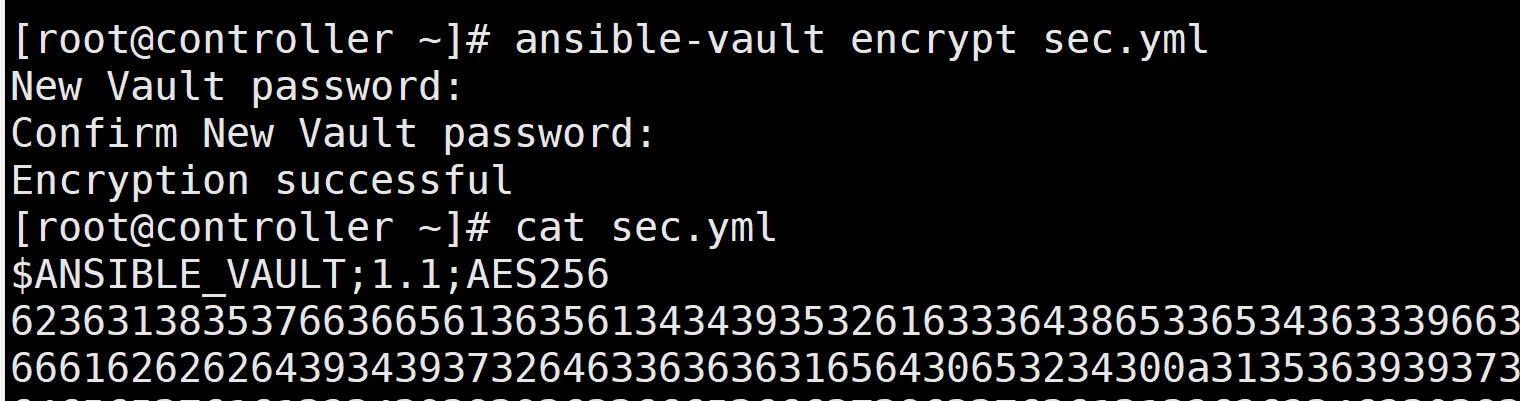 [root@controller ~]# ansible-vault encrypt sec.yml
New Vault password:
Confirm New Vault password:
Encryption successful
[root@controller ~]# cat sec.yml
$ANSIBLE_VAULT;1.1;AES256
623631383537663665613635613434393532616333643865336534363339663
6661626262643934393732646336363631656430653234300a3135363939373